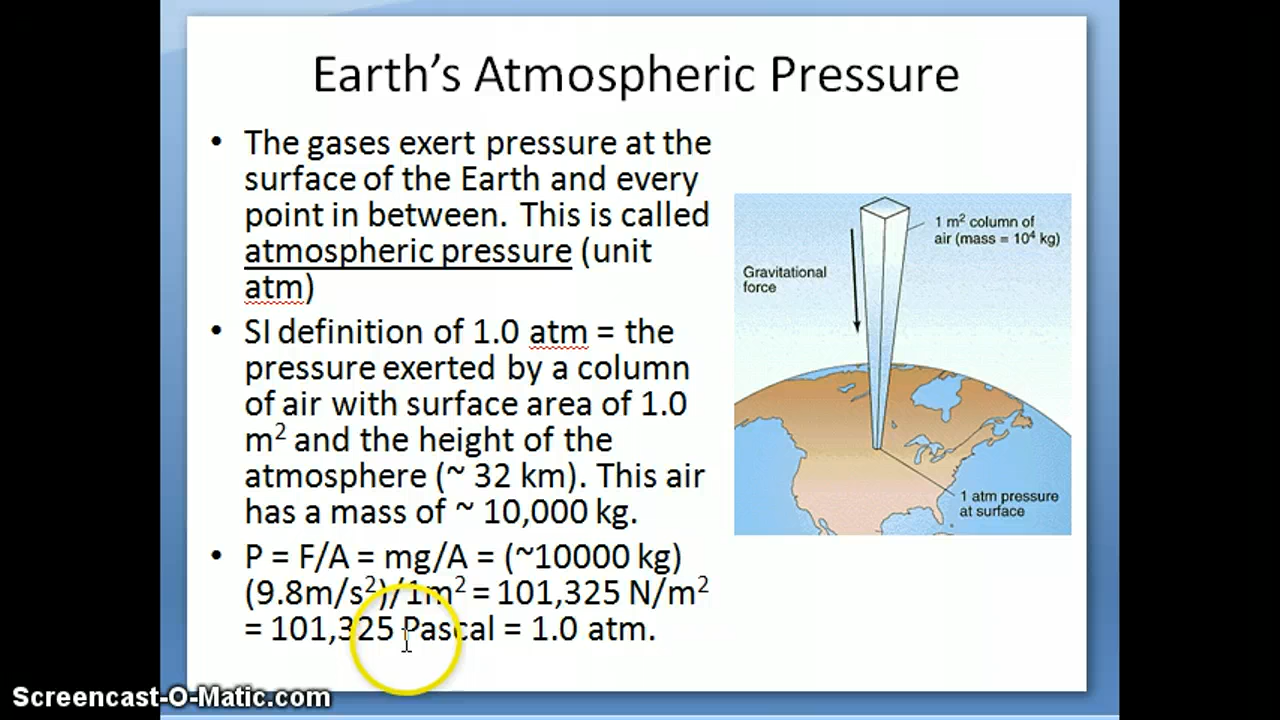 Earth's Atmospheric Pressure
• The gases exert pressure at the
surface of the Earth and every
point in between. This is called
atmospheric pressure (unit
atm)
• SI definition of 1.0 atm = the
pressure exerted by a column
of air with surface area of 1.0
m² and the height of the
atmosphere (~ 32 km). This air
has a mass of ~ 10,000 kg.
• P = F/A = mg/A = (~10000 kg)
(9.8m/s²)/1m² = 101,325 N/m²
= 101,325 Pascal = 1.0 atm.
1 m² column of
air (mass = 10⁴ kg)
Gravitational
force
1 atm pressure
at surface
Screencast-O-Matic.com